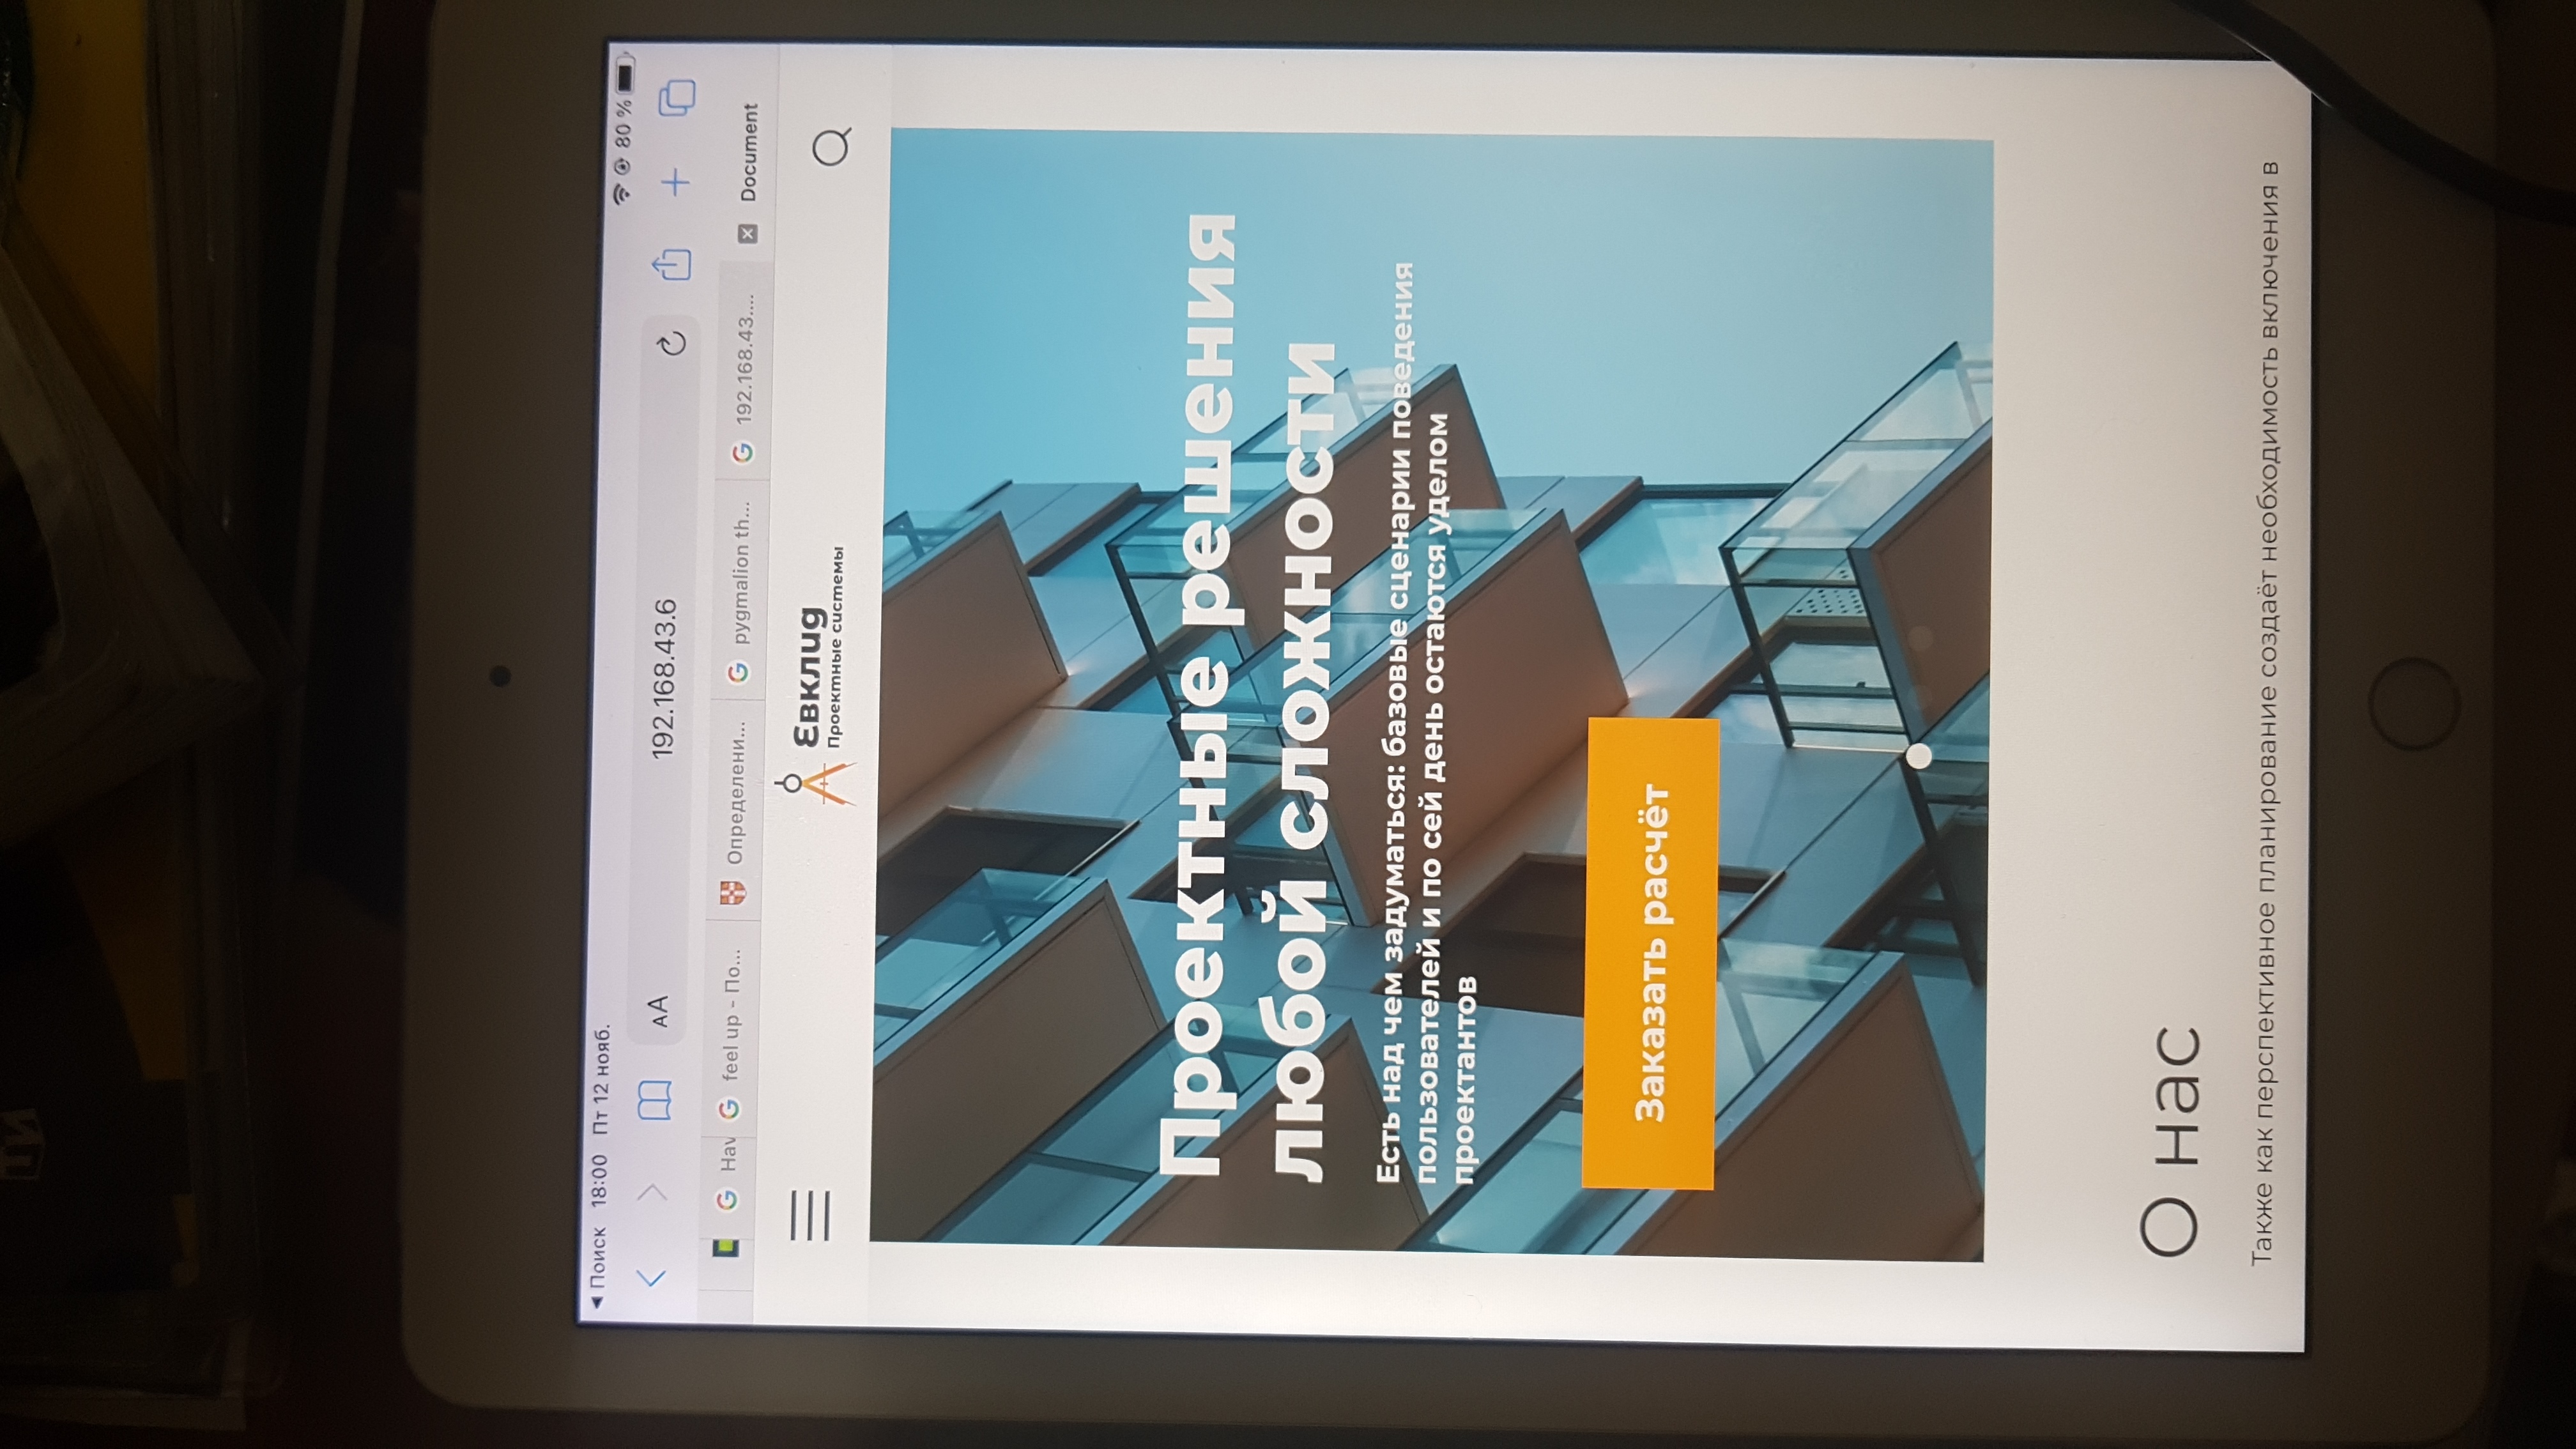 ◄ Поиск 18:00 Пт 12 нояб.
80 %
AA 192.168.43.6
Hav
feel up - По...
Определени...
pygmalion th...
192.168.43....
Document
Евклид
Проектные системы
Проектные решения
любой сложности
Есть над чем задуматься: базовые сценарии поведения
пользователей и по сей день остаются уделом
проектантов
Заказать расчёт
О нас
Также как перспективное планирование создаёт необходимость включения в